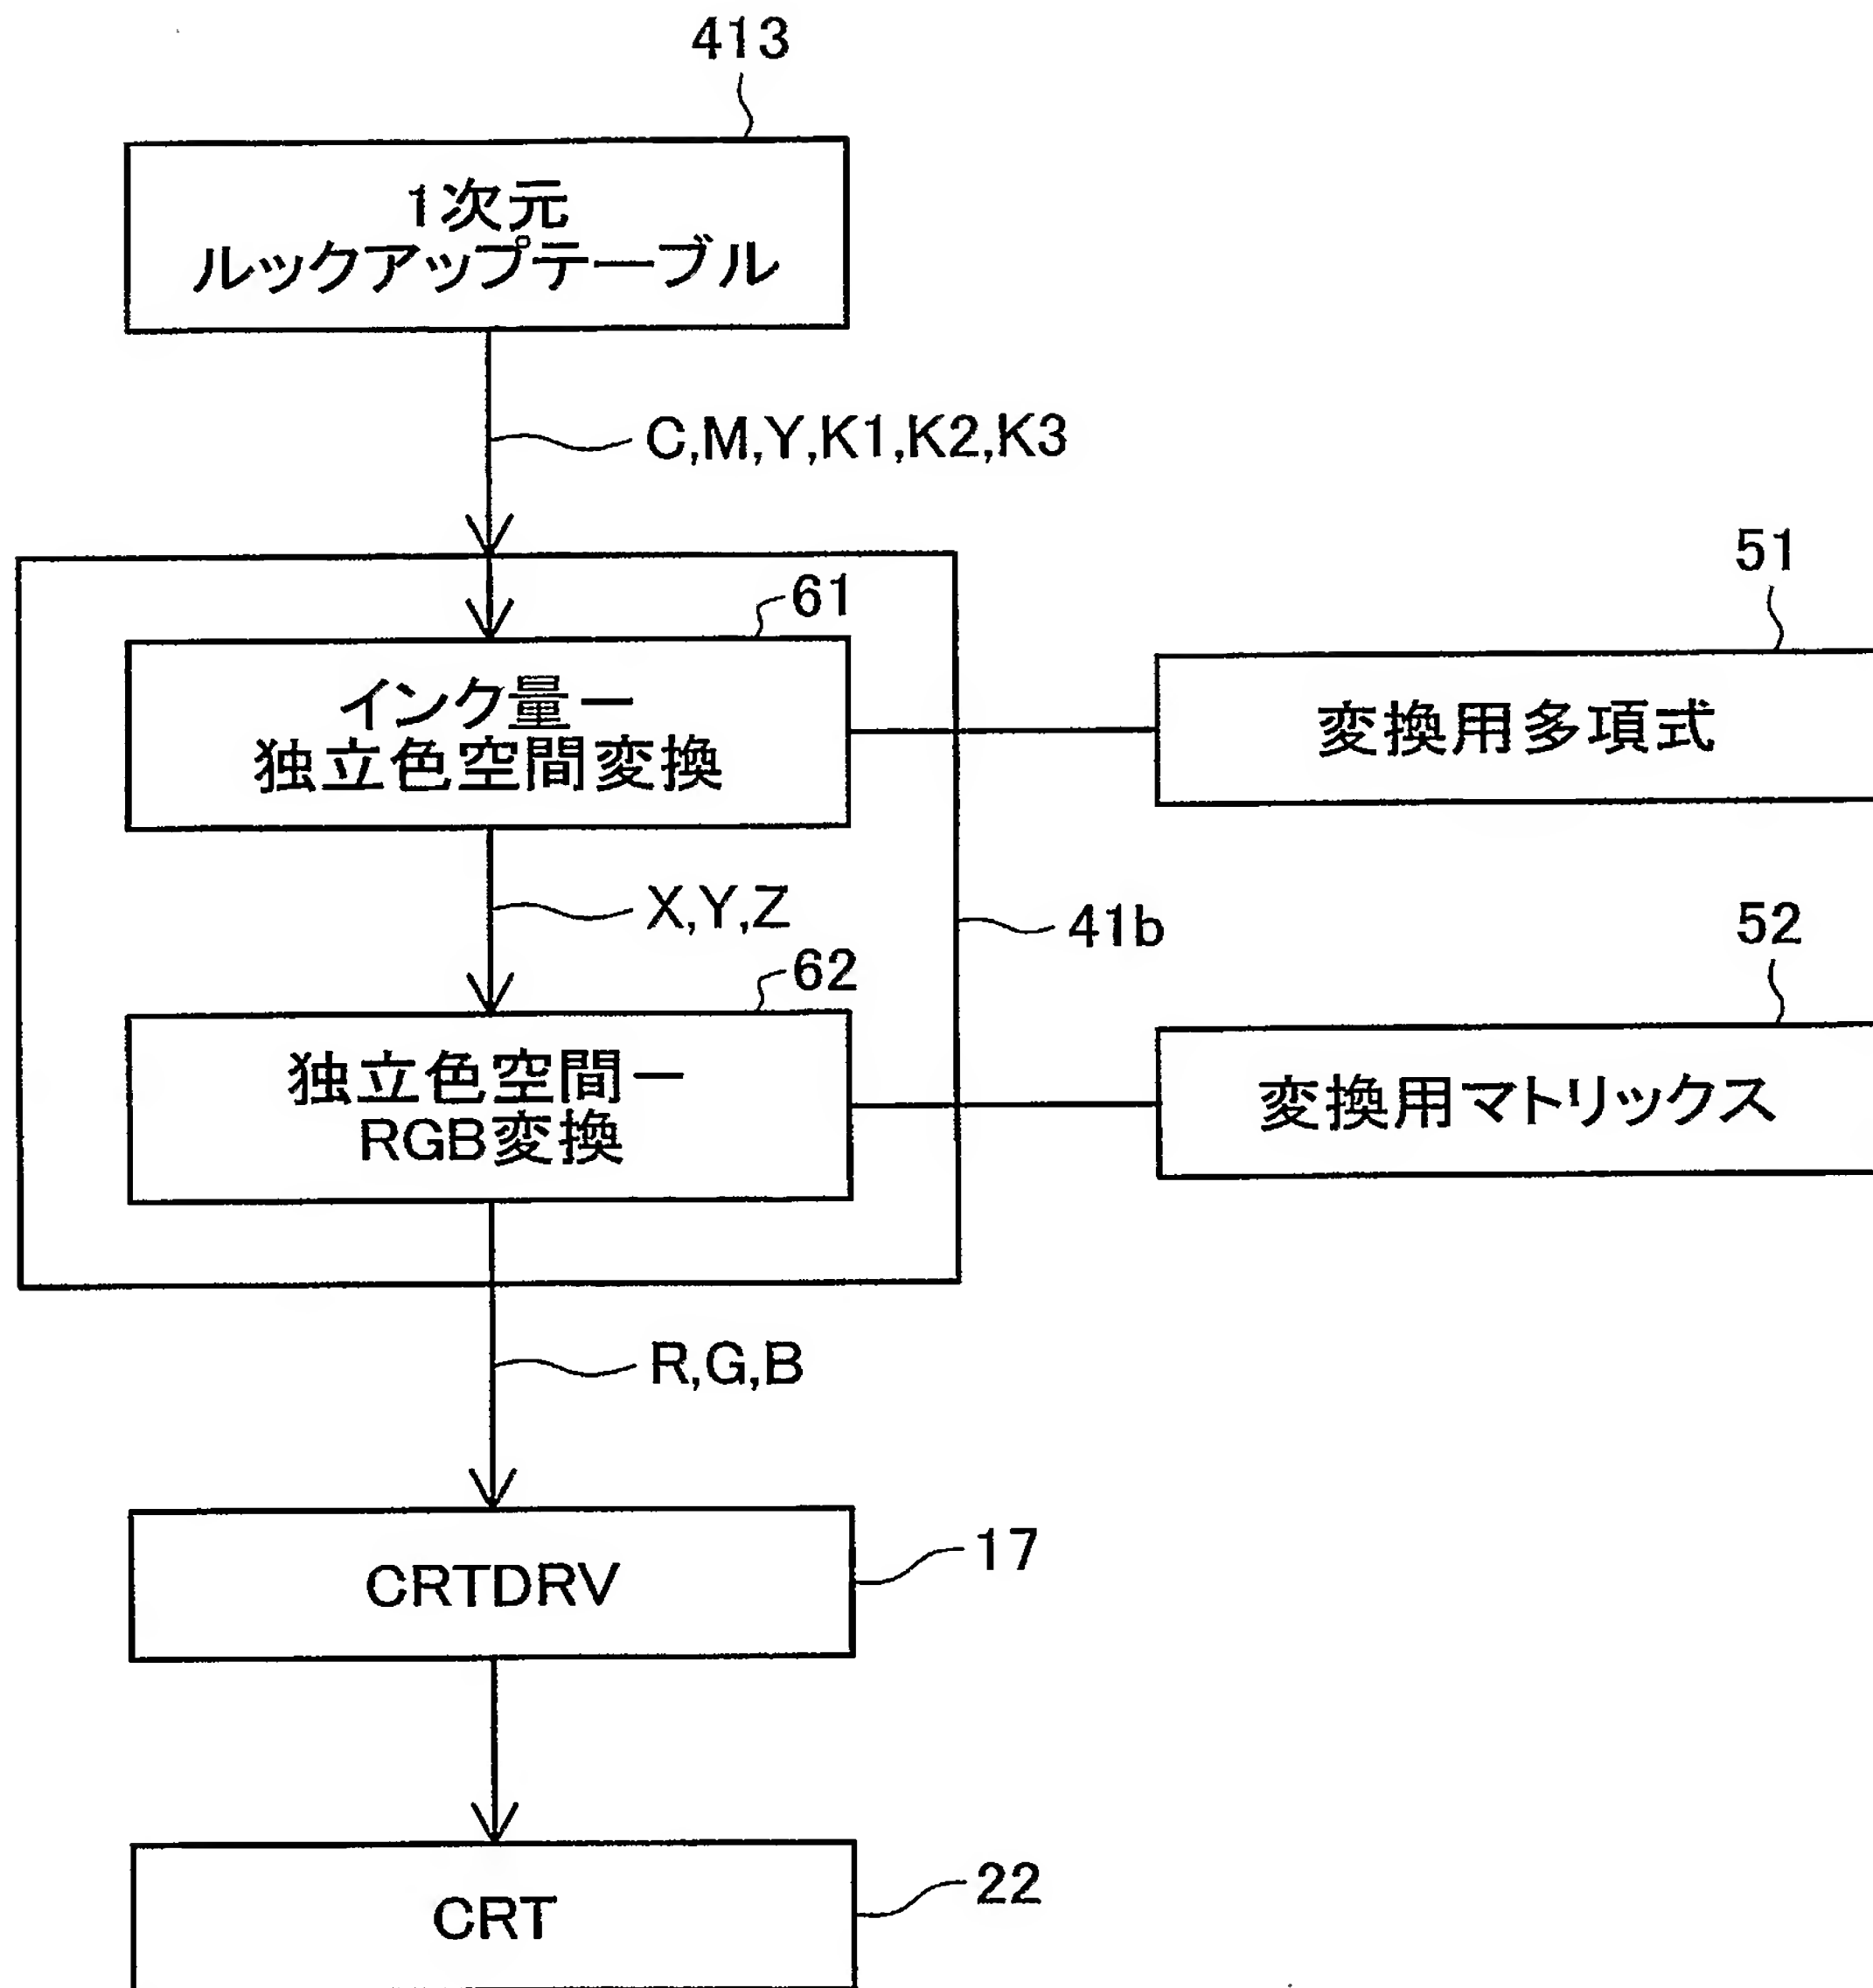 413
1次元
ルックアップテーブル
C,M,Y,K1,K2,K3
61
インク量ー
独立色空間変換
51
変換用多項式
X,Y,Z
41b
62
独立色空間ー
RGB変換
52
変換用マトリックス
R,G,B
CRTDRV
17
CRT
22